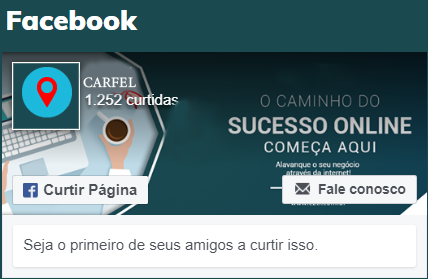 Facebook
CARFEL
1.252 curtidas
O CAMINHO DO
SUCESSO ONLINE
COMEÇA AQUI
Alavanque o seu negócio
através da internet!
Curtir Página
Fale conosco
Seja o primeiro de seus amigos a curtir isso.